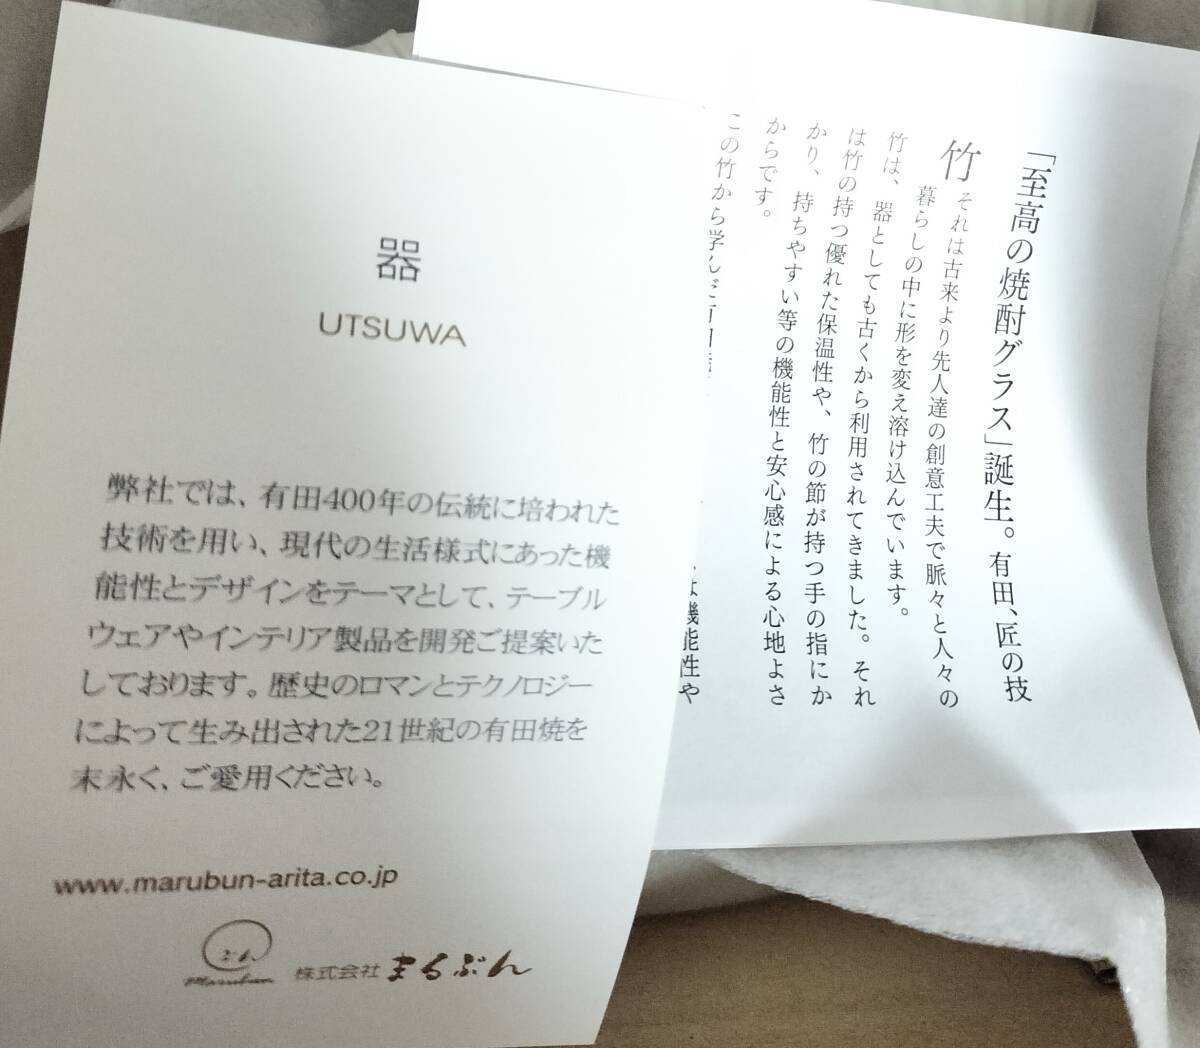 器
UTSUWA
弊社では、有田400年の伝統に培われた
技術を用い、現代の生活様式にあった機
能性とデザインをテーマとして、テーブル
ウェアやインテリア製品を開発ご提案いた
しております。歴史のロマンとテクノロジー
によって生み出された21世紀の有田焼を
末永く、ご愛用ください。
www.marubun-arita.co.jp
ぶん
Marubun
株式会社 まるぶん
「至高の焼酎グラス」誕生。有田、匠の技
竹 それは古来より先人達の創意工夫で脈々と人々の
暮らしの中に形を変え溶け込んでいます。
竹は、器としても古くから利用されてきました。それ
は竹の持つ優れた保温性や、竹の節が持つ手の指にか
かり、持ちやすい等の機能性と安心感による心地よさ
からです。
この竹から学んだ
機能性や